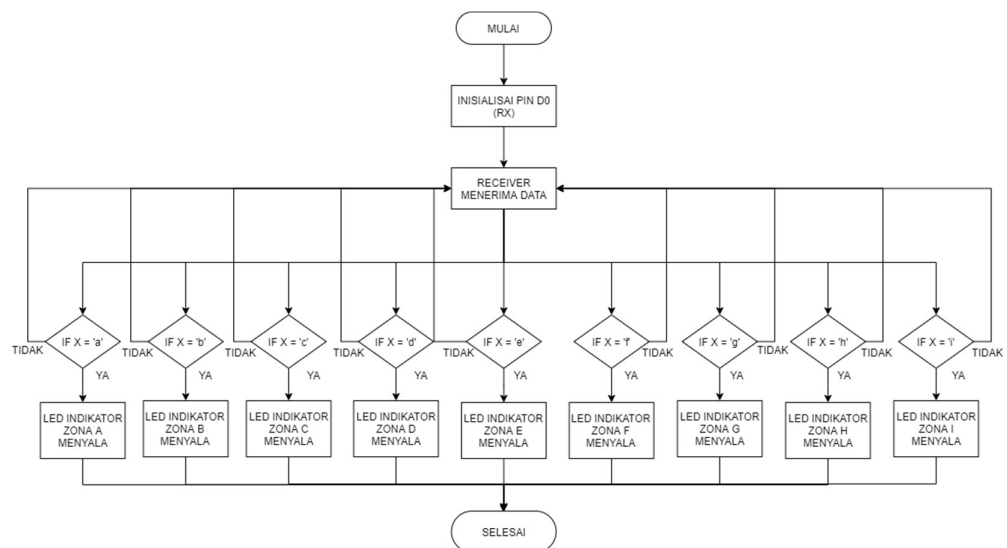 MULAI
INISIALISAI PIN D0
(RX)
RECEIVER
MENERIMA DATA
IF X = 'a'
IF X = 'b'
IF X = 'c'
IF X = 'd'
IF X = 'e'
IF X = 'f'
IF X = 'g'
IF X = 'h'
IF X = 'i'
TIDAK
TIDAK
TIDAK
TIDAK
TIDAK
TIDAK
TIDAK
TIDAK
TIDAK
YA
YA
YA
YA
YA
YA
YA
YA
YA
LED INDIKATOR
ZONA A
MENYALA
LED INDIKATOR
ZONA B
MENYALA
LED INDIKATOR
ZONA C
MENYALA
LED INDIKATOR
ZONA D
MENYALA
LED INDIKATOR
ZONA E
MENYALA
LED INDIKATOR
ZONA F
MENYALA
LED INDIKATOR
ZONA G
MENYALA
LED INDIKATOR
ZONA H
MENYALA
LED INDIKATOR
ZONA I
MENYALA
SELESAI